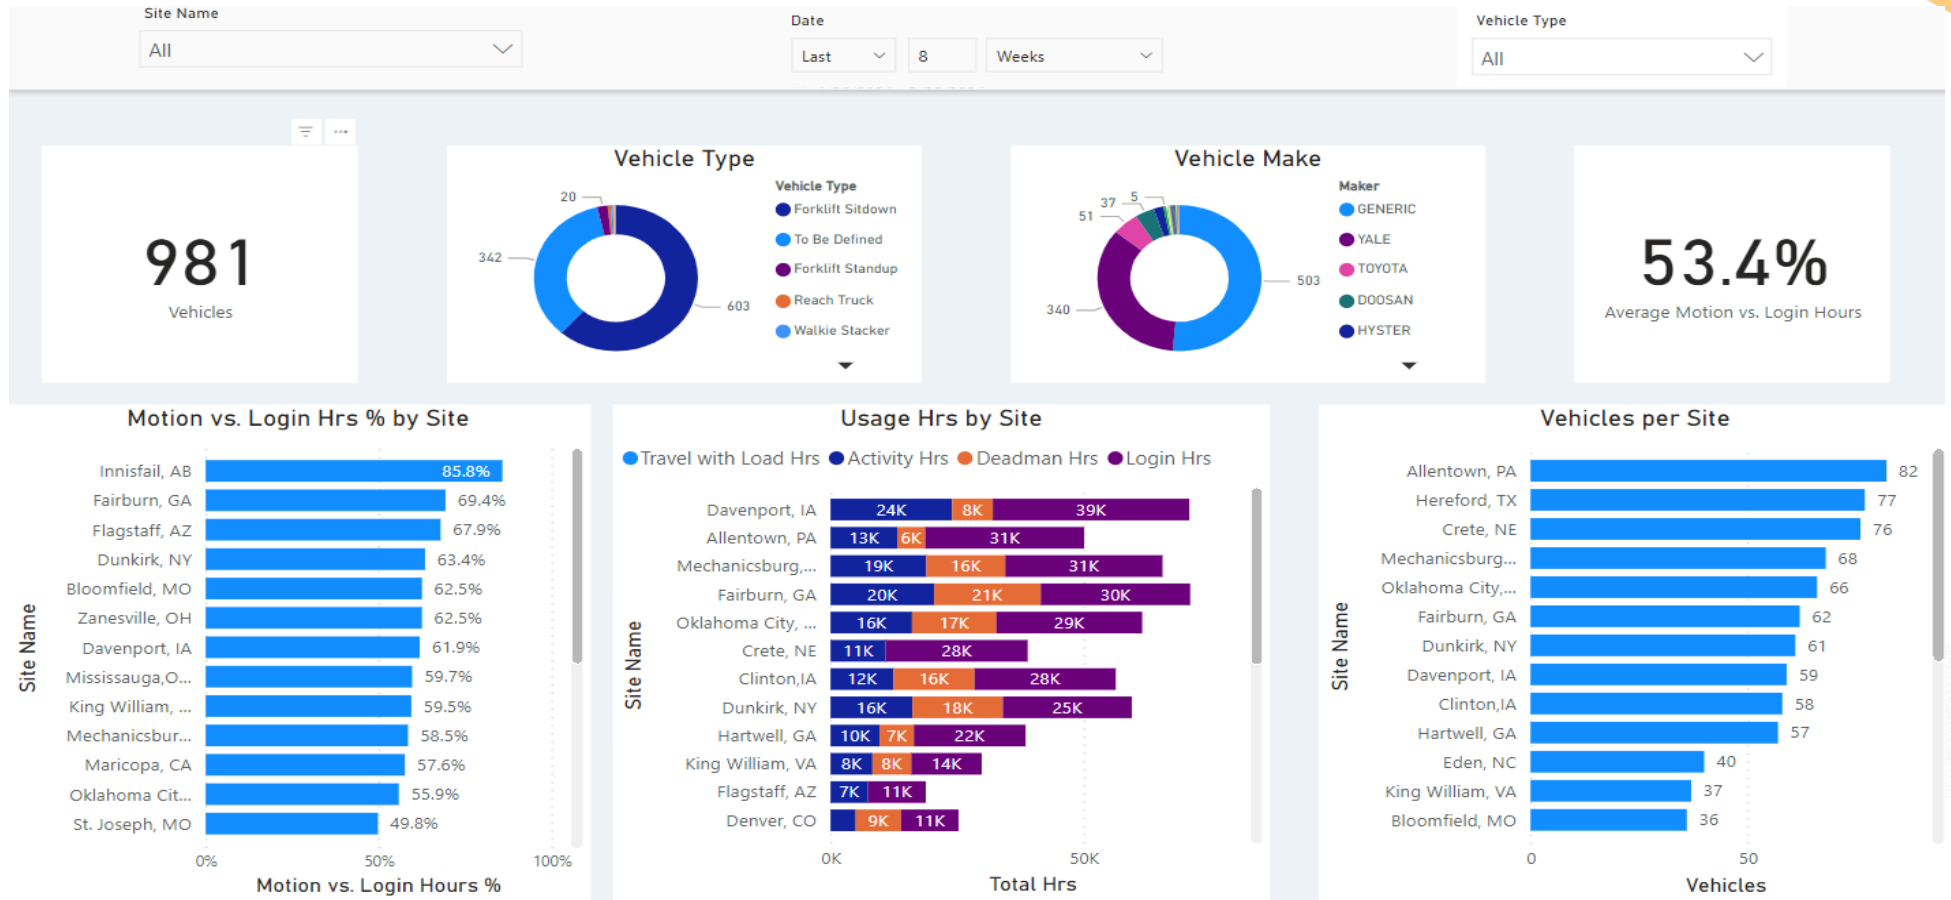 Site Name
All
Date
Last 8 Weeks
Vehicle Type
All
981
Vehicles
Vehicle Type
20
342
603
Vehicle Type
Forklift Sitdown
To Be Defined
Forklift Standup
Reach Truck
Walkie Stacker
Vehicle Make
37 5
51
340
503
Maker
GENERIC
YALE
TOYOTA
DOOSAN
HYSTER
53.4%
Average Motion vs. Login Hours
Motion vs. Login Hrs % by Site
Site Name
Innisfail, AB 85.8%
Fairburn, GA 69.4%
Flagstaff, AZ 67.9%
Dunkirk, NY 63.4%
Bloomfield, MO 62.5%
Zanesville, OH 62.5%
Davenport, IA 61.9%
Mississauga,O... 59.7%
King William, ... 59.5%
Mechanicsbur... 58.5%
Maricopa, CA 57.6%
Oklahoma Cit... 55.9%
St. Joseph, MO 49.8%
0% 50% 100%
Motion vs. Login Hours %
Usage Hrs by Site
Travel with Load Hrs Activity Hrs Deadman Hrs Login Hrs
Site Name
Davenport, IA 24K 8K 39K
Allentown, PA 13K 6K 31K
Mechanicsburg,... 19K 16K 31K
Fairburn, GA 20K 21K 30K
Oklahoma City, ... 16K 17K 29K
Crete, NE 11K 28K
Clinton,IA 12K 16K 28K
Dunkirk, NY 16K 18K 25K
Hartwell, GA 10K 7K 22K
King William, VA 8K 8K 14K
Flagstaff, AZ 7K 11K
Denver, CO 9K 11K
0K 50K
Total Hrs
Vehicles per Site
Site Name
Allentown, PA 82
Hereford, TX 77
Crete, NE 76
Mechanicsburg... 68
Oklahoma City,... 66
Fairburn, GA 62
Dunkirk, NY 61
Davenport, IA 59
Clinton,IA 58
Hartwell, GA 57
Eden, NC 40
King William, VA 37
Bloomfield, MO 36
0 50
Vehicles